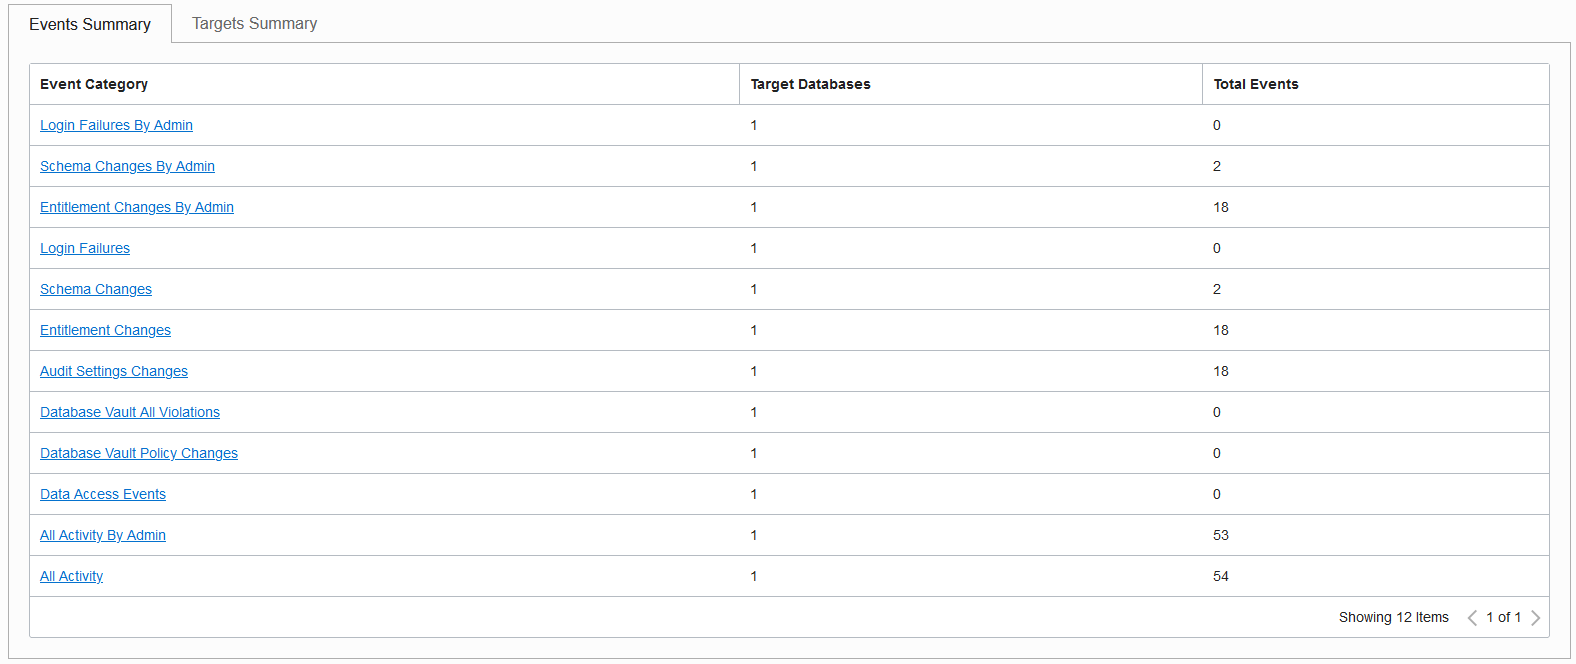 Events Summary Targets Summary
Event Category Target Databases Total Events
Login Failures By Admin 1 0
Schema Changes By Admin 1 2
Entitlement Changes By Admin 1 18
Login Failures 1 0
Schema Changes 1 2
Entitlement Changes 1 18
Audit Settings Changes 1 18
Database Vault All Violations 1 0
Database Vault Policy Changes 1 0
Data Access Events 1 0
All Activity By Admin 1 53
All Activity 1 54
Showing 12 Items 1 of 1